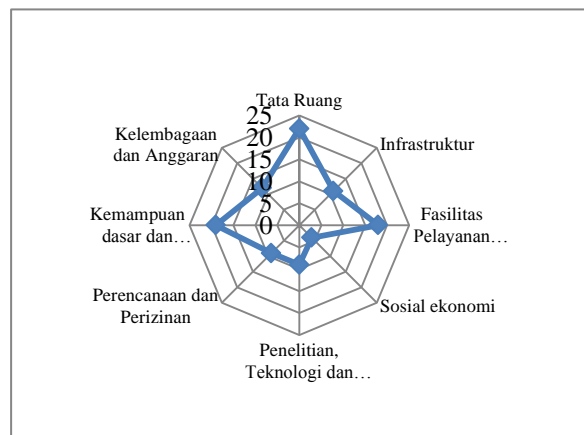 Tata Ruang
25
20
15
10
5
0
Infrastruktur
Fasilitas
Pelayanan…
Sosial ekonomi
Penelitian,
Teknologi dan…
Perencanaan dan
Perizinan
Kemampuan
dasar dan…
Kelembagaan
dan Anggaran